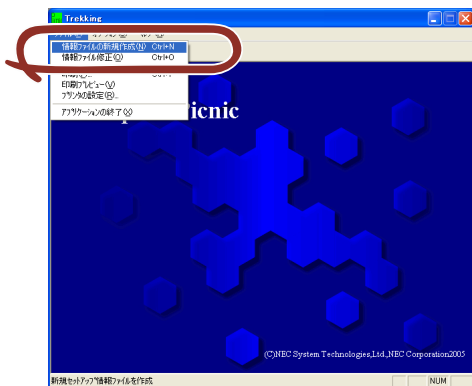 Trekking
情報ファイルの新規作成(N) Ctrl+N
情報ファイル修正(O) Ctrl+O
印刷プレビュー(V)
プリンタの設定(R)...
アプリケーションの終了(X)
icnic
(C)NEC System Technologies,Ltd.,NEC Corporation2005
新規セットアップ情報ファイルを作成
NUM